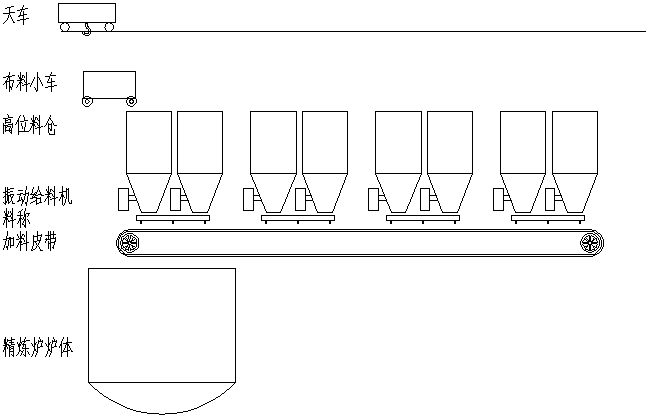 天车
布料小车
高位料仓
振动给料机
料称
加料皮带
精炼炉炉体